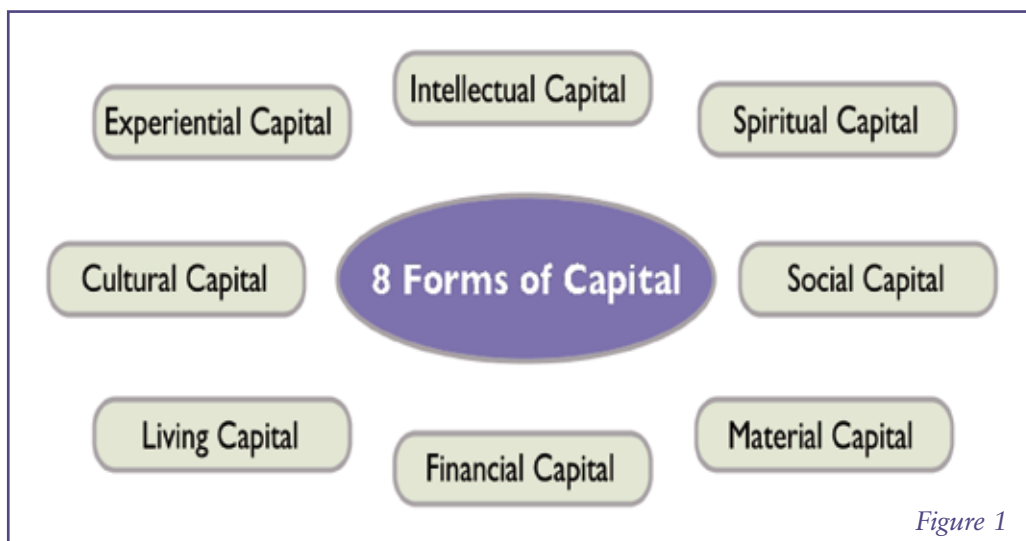 Intellectual Capital
Experiential Capital
Spiritual Capital
Cultural Capital
8 Forms of Capital
Social Capital
Living Capital
Financial Capital
Material Capital
Figure 1